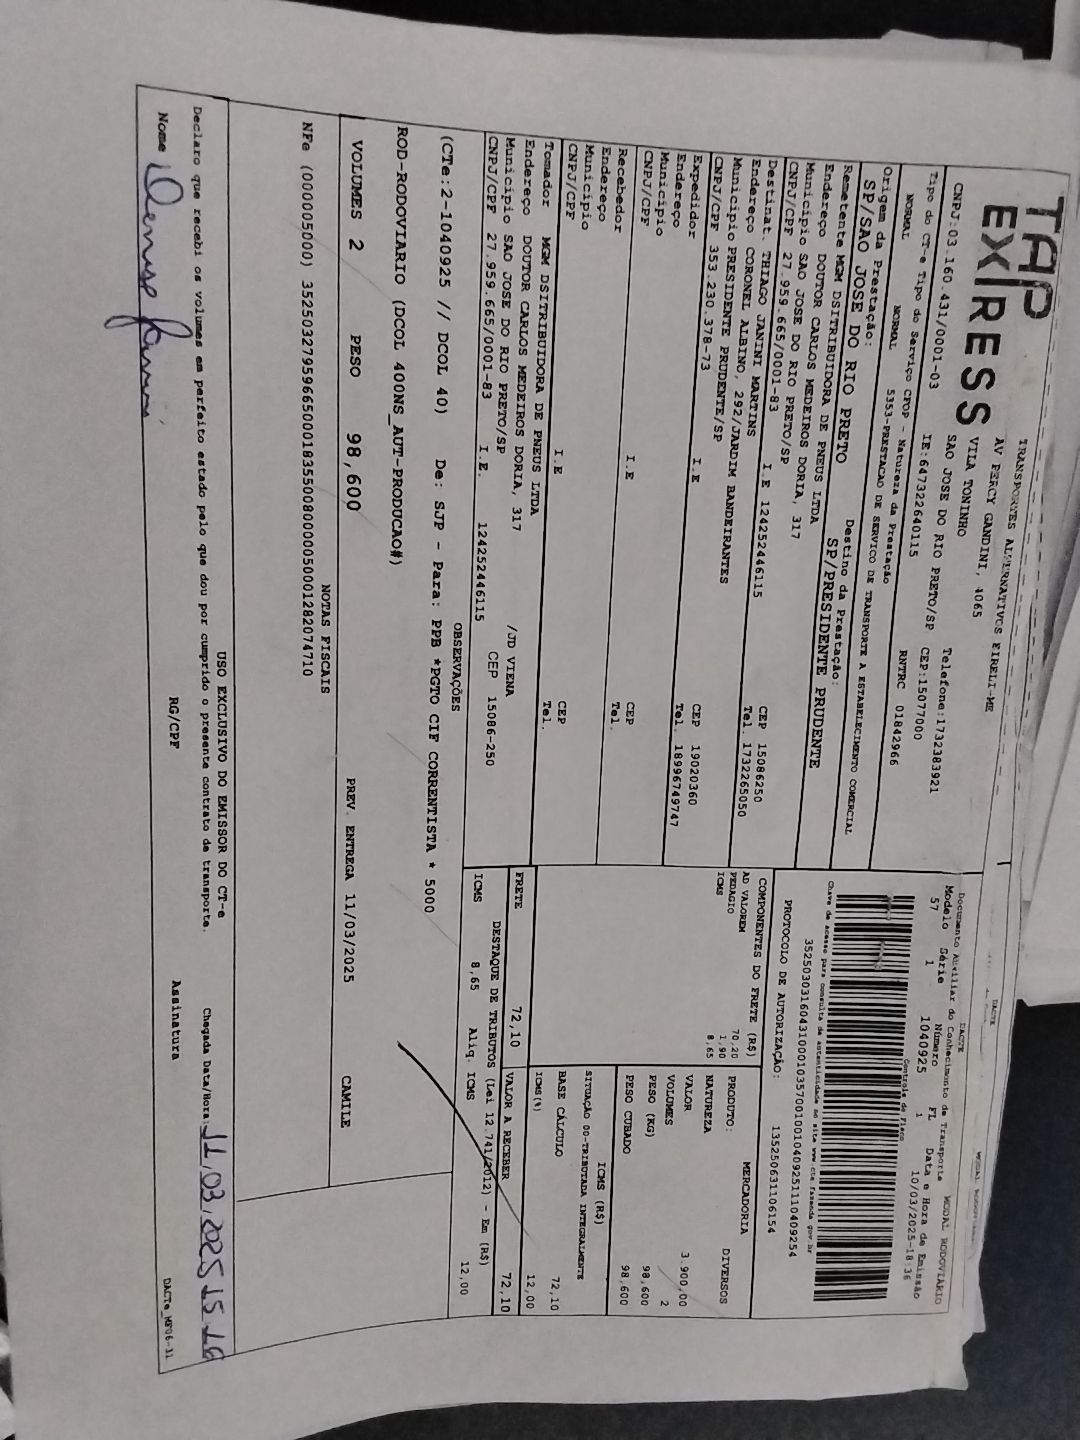 TAP
EX/RESS
TRANSPORTES ALTERNATIVOS EIRELI-ME
AV PERCY GANDINI, 4065
VILA TONINHO
SAO JOSE DO RIO PRETO/SP CEP:15077000
CNPJ:03.160.431/0001-03 IE:647322640115 Telefone:1732383921
Tipo do CT-e Tipo do Serviço CFOP - Natureza da Prestação RNTRC 01842966
NORMAL NORMAL 5353-PRESTACAO DE SERVICO DE TRANSPORTE A ESTABELECIMENTO COMERCIAL
Origem da Prestação: Destino da Prestação:
SP/SAO JOSE DO RIO PRETO SP/PRESIDENTE PRUDENTE
Remetente MGM DSITRIBUIDORA DE PNEUS LTDA
Endereço DOUTOR CARLOS MEDEIROS DORIA, 317
Município SAO JOSE DO RIO PRETO/SP CEP 15086250
CNPJ/CPF 27.959.665/0001-83 I.E 124252446115 Tel. 1732265050
Destinat. THIAGO JANINI MARTINS
Endereço CORONEL ALBINO, 292/JARDIM BANDEIRANTES
Município PRESIDENTE PRUDENTE/SP CEP 19020360
CNPJ/CPF 353.230.378-73 I.E Tel. 18996749747
Expedidor
Endereço
Município CEP
CNPJ/CPF I.E Tel.
Recebedor
Endereço
Município CEP
CNPJ/CPF I.E Tel.
Tomador MGM DSITRIBUIDORA DE PNEUS LTDA
Endereço DOUTOR CARLOS MEDEIROS DORIA, 317 /JD VIENA
Município SAO JOSE DO RIO PRETO/SP CEP 15086-250
CNPJ/CPF 27.959.665/0001-83 I.E. 124252446115
DACTE
Documento Auxiliar do Conhecimento de Transporte MODAL RODOVIARIO
Modelo Série Número FL Data e Hora de Emissão
57 1 1040925 1 10/03/2025-18:36
Controle do Fisco
Chave de acesso para consulta de autenticidade no site www.cte.fazenda.gov.br
35250303160431000103570010010409251110409254
PROTOCOLO DE AUTORIZAÇÃO: 135250631106154
COMPONENTES DO FRETE (R$)
AD VALOREM 70,20
PEDAGIO 1,90
ICMS 8,65
FRETE 72,10
MERCADORIA
PRODUTO: DIVERSOS
NATUREZA
VALOR 3.900,00
VOLUMES 2
PESO (KG) 98,600
PESO CUBADO 98,600
ICMS (R$)
SITUAÇÃO 00-TRIBUTADA INTEGRALMENTE
BASE CÁLCULO 72,10
ICMS(%) 12,00
VALOR A RECEBER 72,10
DESTAQUE DE TRIBUTOS (Lei 12.741/2012) - Em (R$)
ICMS 8,65 Aliq. ICMS 12,00
OBSERVAÇÕES
(CTe:2-1040925 // DCOL 40) De: SJP - Para: PPB *PGTO CIF CORRENTISTA * 5000
ROD-RODOVIARIO (DCOL 400NS_AUT-PRODUCAO#)
VOLUMES 2 PESO 98,600 PREV. ENTREGA 11/03/2025 CAMILE
NOTAS FISCAIS
NFe (000005000) 35250327959665000183550080000050001282074710
USO EXCLUSIVO DO EMISSOR DO CT-e
Declaro que recebi os volumes em perfeito estado pelo que dou por cumprido o presente contrato de transporte. Chegada Data/Hora: 11/03/2025 15 16
Nome Denise RG/CPF Assinatura
DACTe_MF06-11